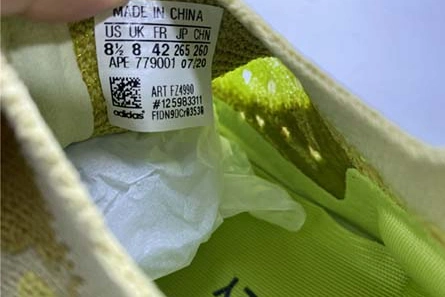 MADE IN CHINA
US UK FR JP CHN
8½ 8 42 265 260
APE 779001 07/20
ART FZ4990
#125983311
adidas